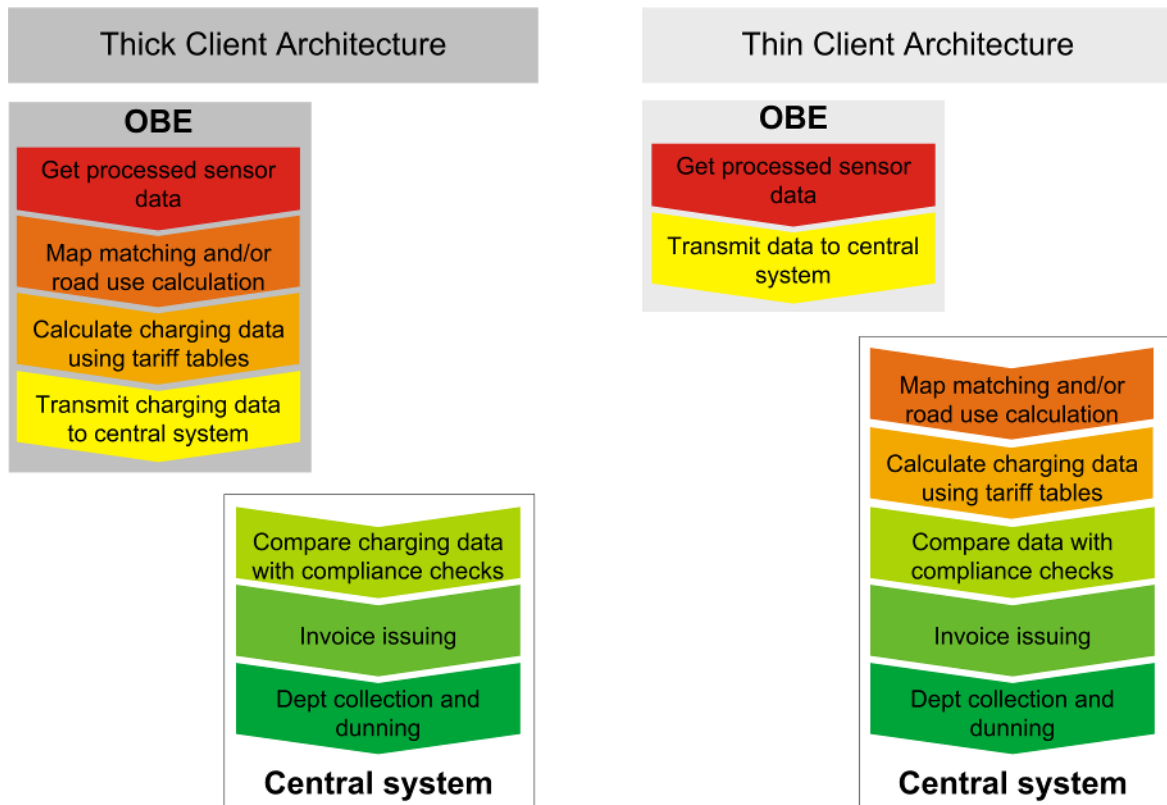 Thick Client Architecture
OBE
Get processed sensor
data
Map matching and/or
road use calculation
Calculate charging data
using tariff tables
Transmit charging data
to central system
Compare charging data
with compliance checks
Invoice issuing
Dept collection and
dunning
Central system
Thin Client Architecture
OBE
Get processed sensor
data
Transmit data to central
system
Map matching and/or
road use calculation
Calculate charging data
using tariff tables
Compare data with
compliance checks
Invoice issuing
Dept collection and
dunning
Central system